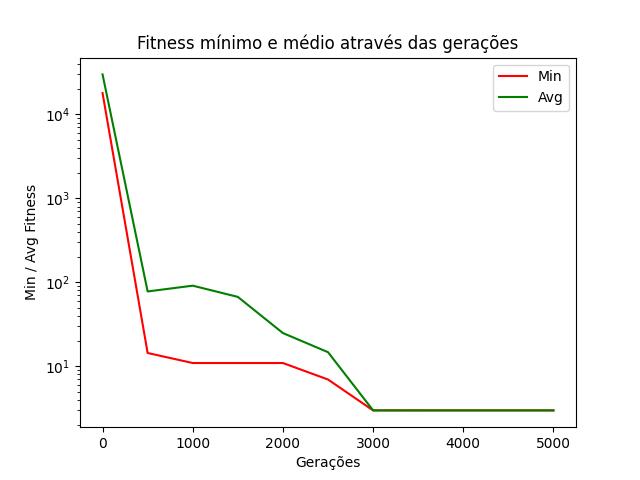 Fitness mínimo e médio através das gerações
Min
Avg
Min / Avg Fitness
10⁴
10³
10²
10¹
0 1000 2000 3000 4000 5000
Gerações